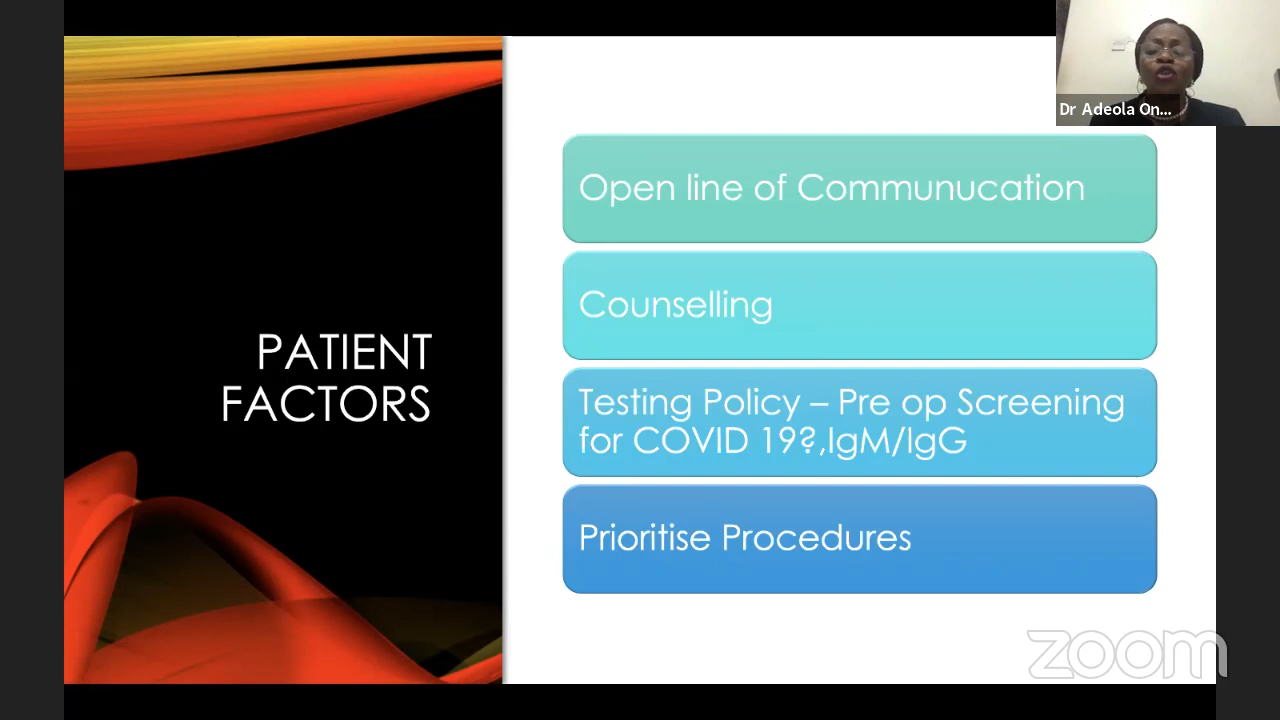 Dr Adeola On...
PATIENT
FACTORS
Open line of Communucation
Counselling
Testing Policy – Pre op Screening
for COVID 19?,IgM/IgG
Prioritise Procedures
zoom